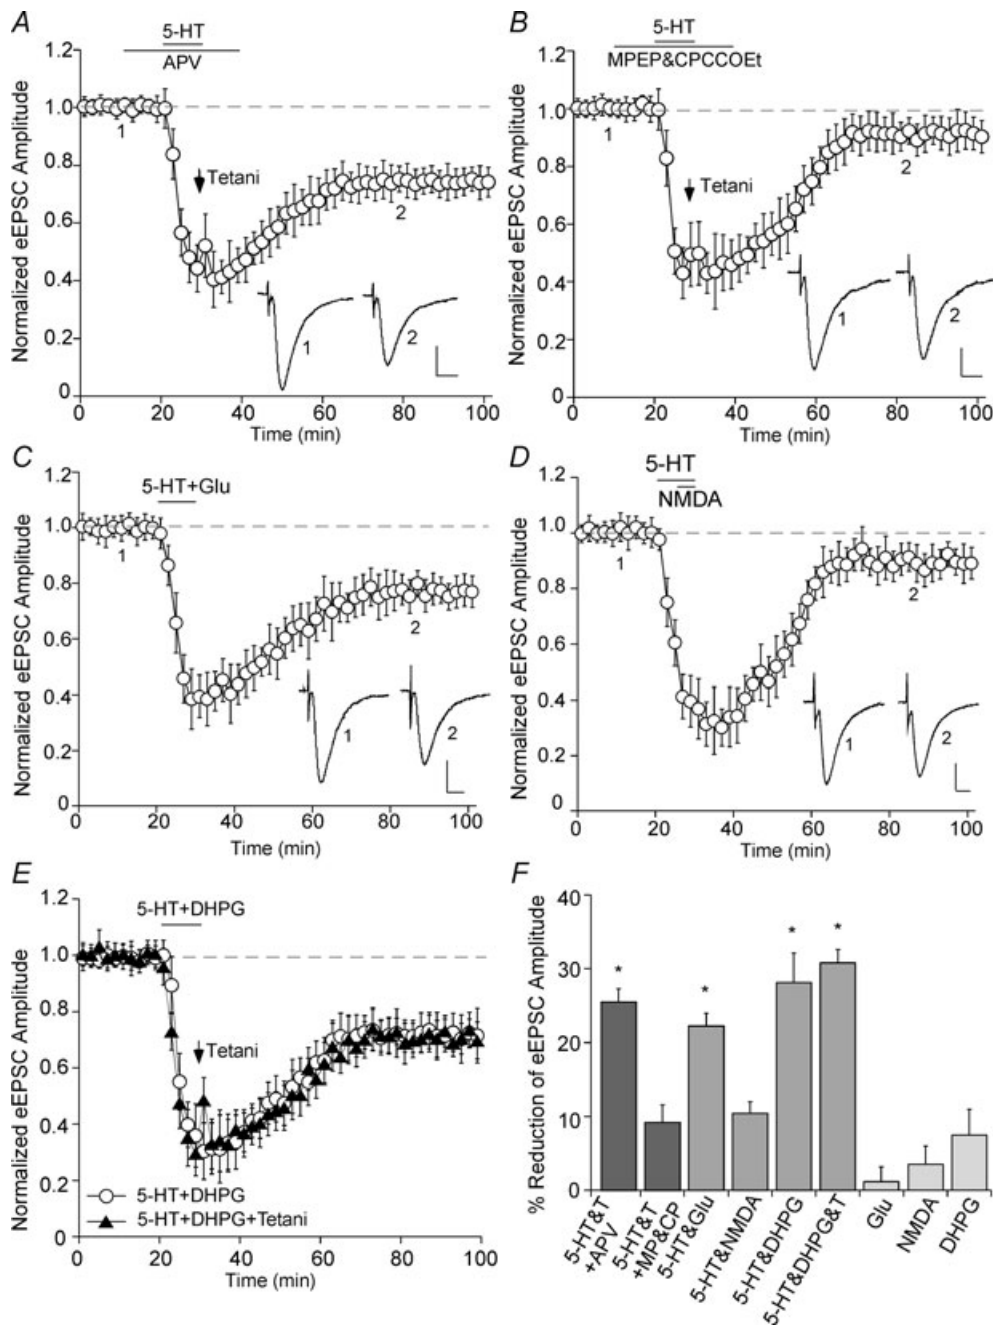 A
5-HT
APV
1.2
1.0
0.8
0.6
0.4
0.2
0
Normalized eEPSC Amplitude
1
Tetani
2
1
2
0 20 40 60 80 100
Time (min)
B
5-HT
MPEP&CPCCOEt
1.2
1.0
0.8
0.6
0.4
0.2
0
Normalized eEPSC Amplitude
1
Tetani
2
1
2
0 20 40 60 80 100
Time (min)
C
5-HT+Glu
1.2
1.0
0.8
0.6
0.4
0.2
0
Normalized eEPSC Amplitude
1
2
1
2
0 20 40 60 80 100
Time (min)
D
5-HT
NMDA
1.2
1.0
0.8
0.6
0.4
0.2
0
Normalized eEPSC Amplitude
1
2
1
2
0 20 40 60 80 100
Time (min)
E
5-HT+DHPG
1.2
1.0
0.8
0.6
0.4
0.2
0
Normalized eEPSC Amplitude
Tetani
5-HT+DHPG
5-HT+DHPG+Tetani
0 20 40 60 80 100
Time (min)
F
40
30
20
10
0
% Reduction of eEPSC Amplitude
*
*
*
*
5-HT&T
+APV
5-HT&T
+MP&CP
5-HT&Glu
5-HT&NMDA
5-HT&DHPG
5-HT&DHPG&T
Glu
NMDA
DHPG